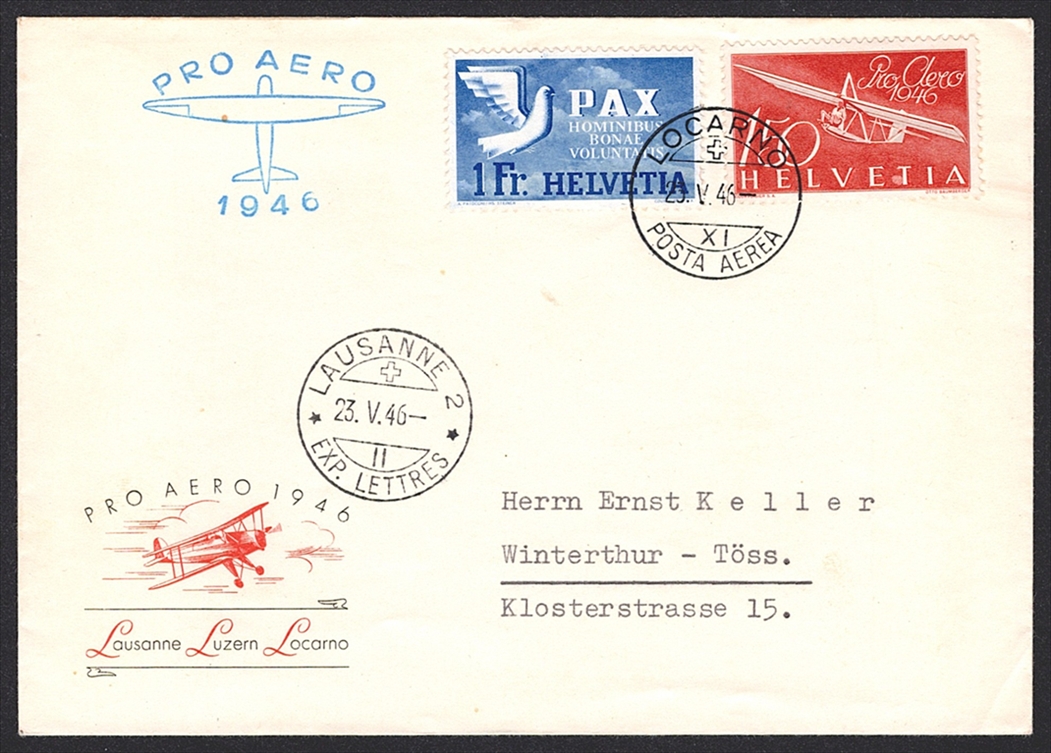 PRO AERO
1946
PAX
HOMINIBUS
BONAE
VOLUNTATIS
1 Fr. HELVETIA
Pro Aero
1946
1.50
HELVETIA
LOCARNO
23. V. 46—
XI
POSTA AEREA
LAUSANNE 2
23. V. 46—
II
EXP. LETTRES
PRO AERO 1946
Lausanne Luzern Locarno
Herrn Ernst Keller
Winterthur - Töss.
Klosterstrasse 15.